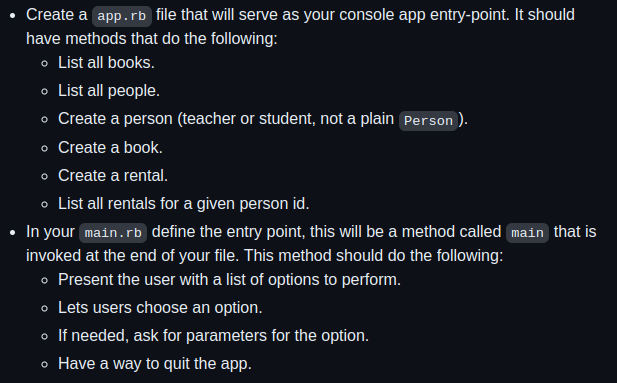 Create a app.rb file that will serve as your console app entry-point. It should
have methods that do the following:
List all books.
List all people.
Create a person (teacher or student, not a plain Person).
Create a book.
Create a rental.
List all rentals for a given person id.
In your main.rb define the entry point, this will be a method called main that is
invoked at the end of your file. This method should do the following:
Present the user with a list of options to perform.
Lets users choose an option.
If needed, ask for parameters for the option.
Have a way to quit the app.